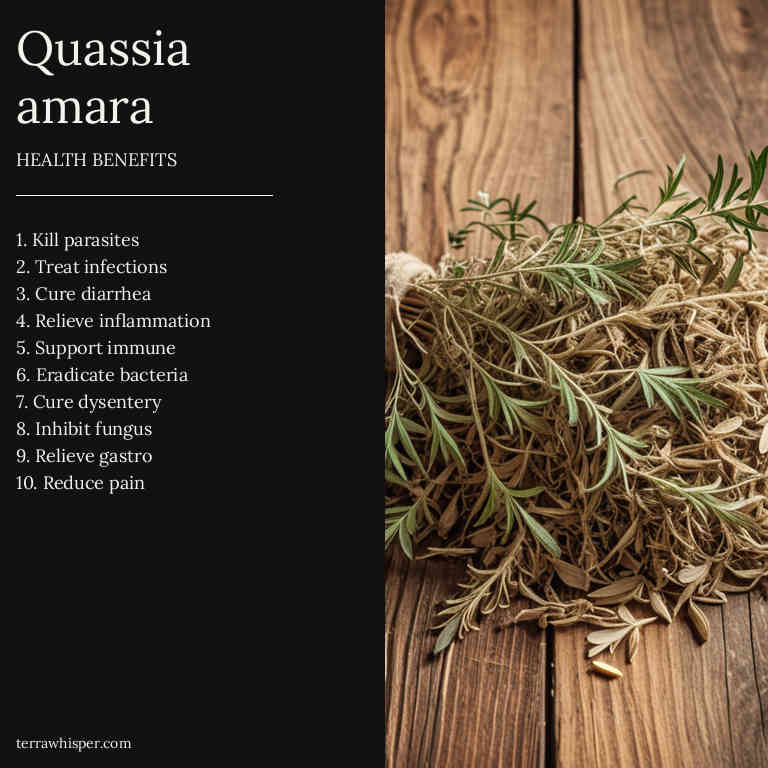 Quassia
amara
HEALTH BENEFITS
1. Kill parasites
2. Treat infections
3. Cure diarrhea
4. Relieve inflammation
5. Support immune
6. Eradicate bacteria
7. Cure dysentery
8. Inhibit fungus
9. Relieve gastro
10. Reduce pain
terrawhisper.com